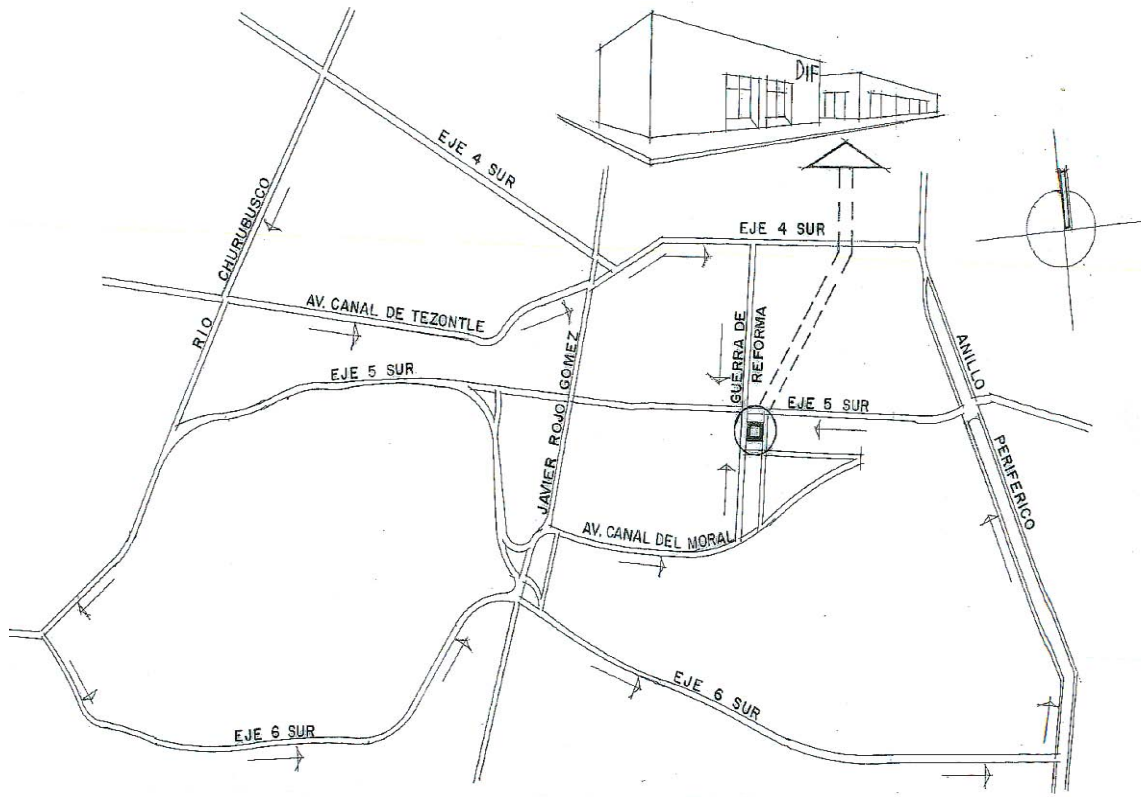 DIF
EJE 4 SUR
EJE 4 SUR
RIO CHURUBUSCO
AV. CANAL DE TEZONTLE
EJE 5 SUR
JAVIER ROJO GOMEZ
GUERRA DE
REFORMA
EJE 5 SUR
ANILLO PERIFERICO
AV. CANAL DEL MORAL
EJE 6 SUR
EJE 6 SUR